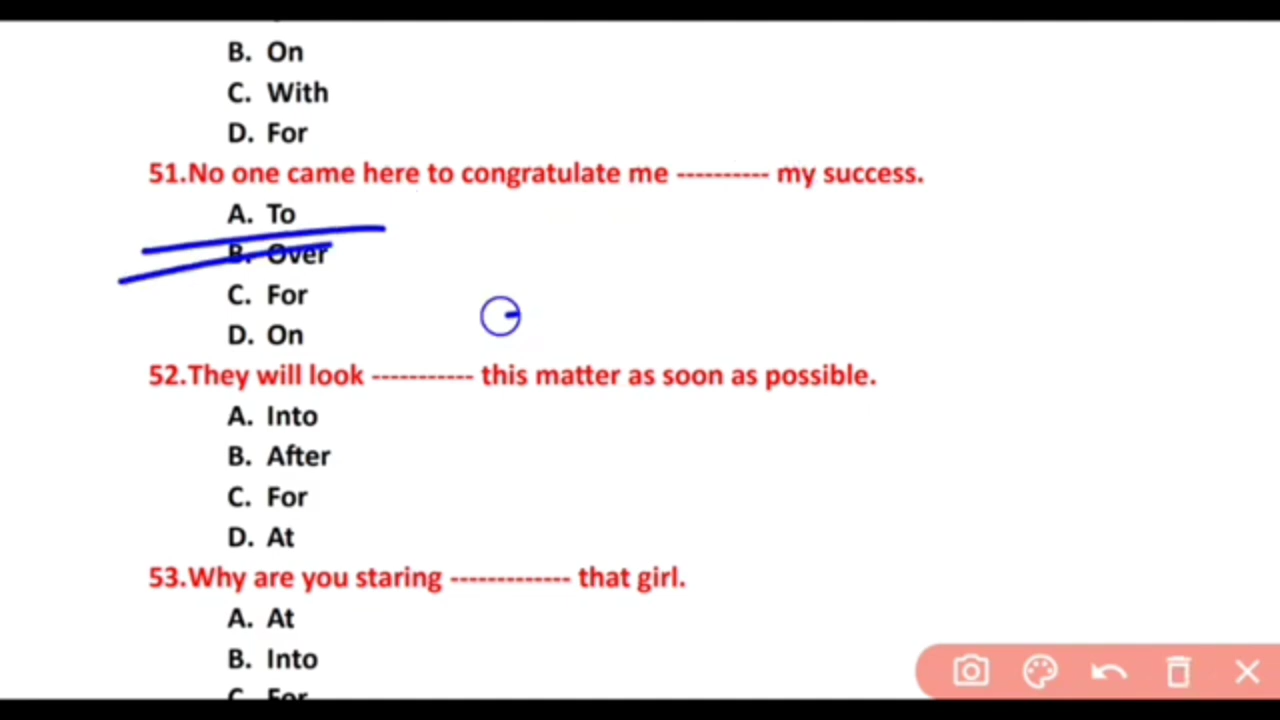 B. On
C. With
D. For
51.No one came here to congratulate me ---------- my success.
A. To
B. Over
C. For
D. On
52.They will look ----------- this matter as soon as possible.
A. Into
B. After
C. For
D. At
53.Why are you staring ------------- that girl.
A. At
B. Into
C. For